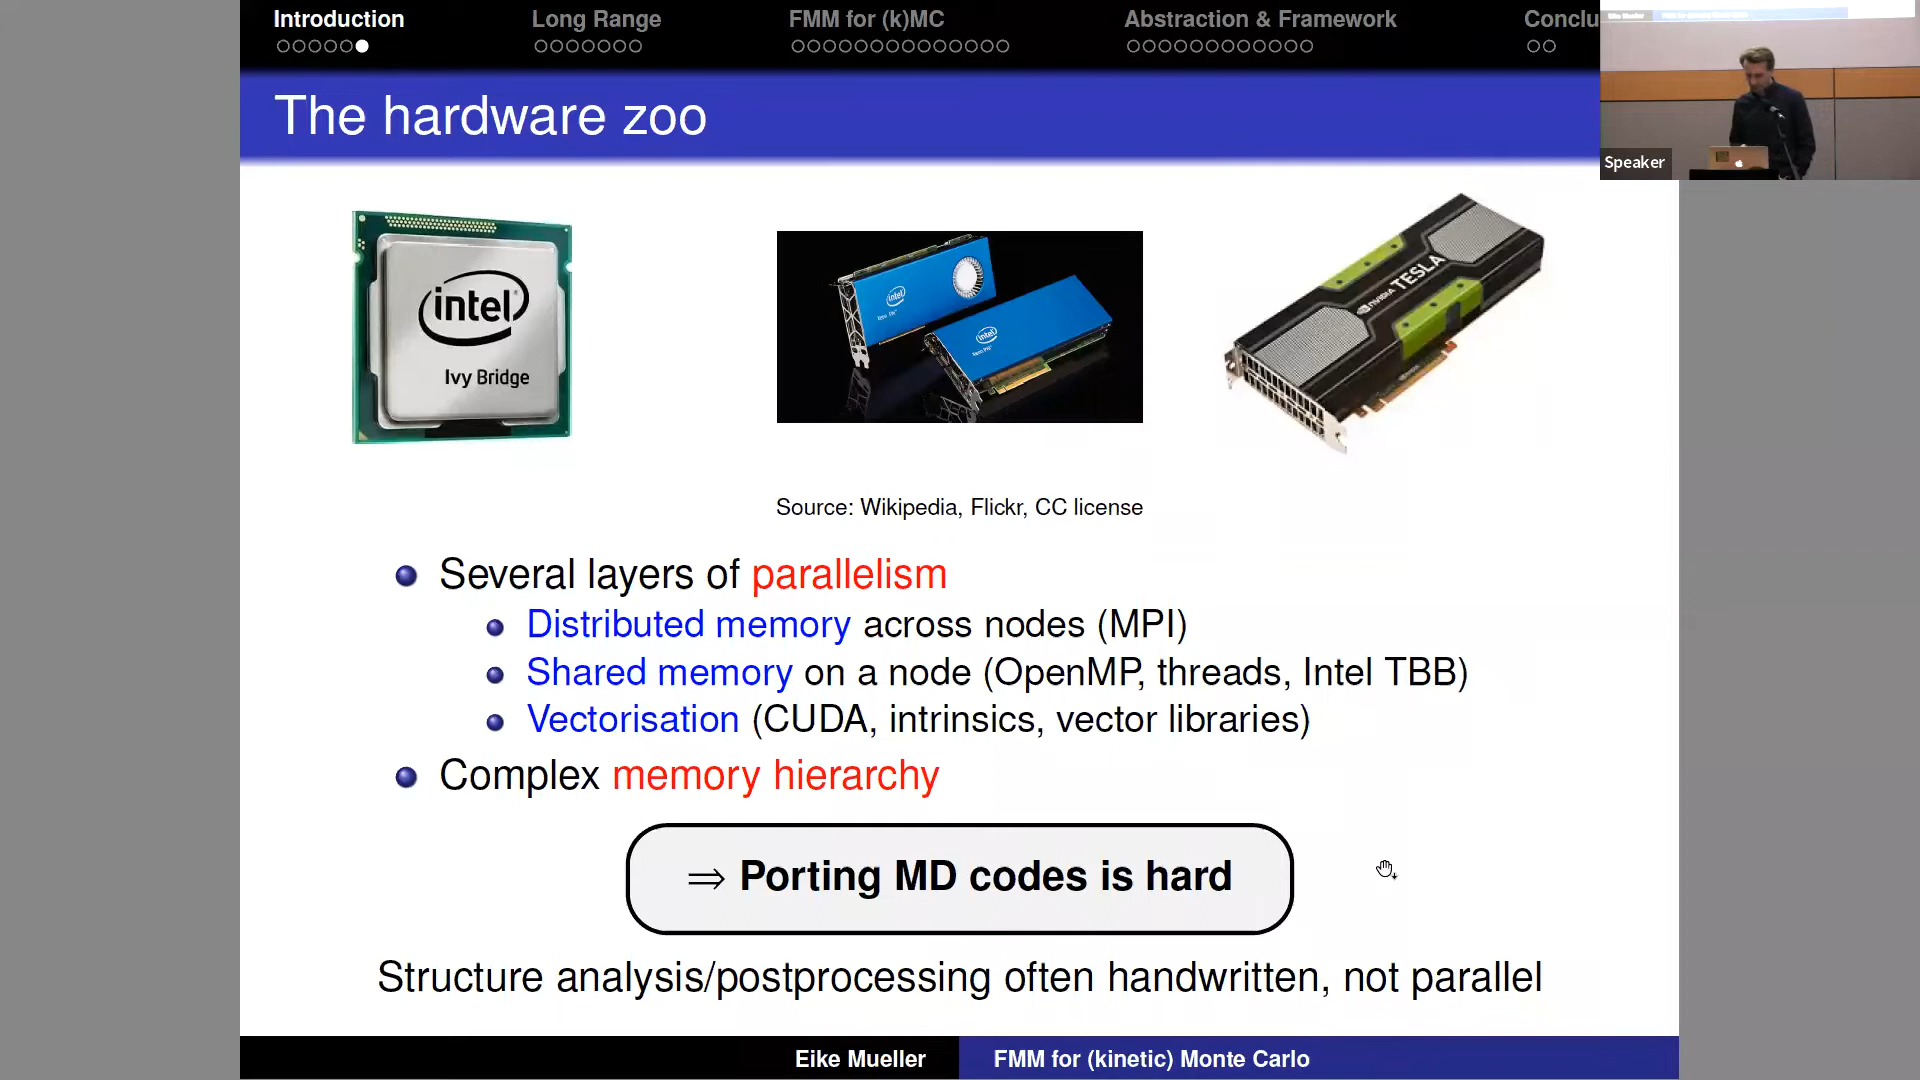 Introduction
Long Range
FMM for (k)MC
Abstraction & Framework
Conclu
The hardware zoo
Speaker
intel
Ivy Bridge
intel
intel
NVIDIA TESLA
Source: Wikipedia, Flickr, CC license
Several layers of parallelism
Distributed memory across nodes (MPI)
Shared memory on a node (OpenMP, threads, Intel TBB)
Vectorisation (CUDA, intrinsics, vector libraries)
Complex memory hierarchy
⇒ Porting MD codes is hard
Structure analysis/postprocessing often handwritten, not parallel
Eike Mueller
FMM for (kinetic) Monte Carlo